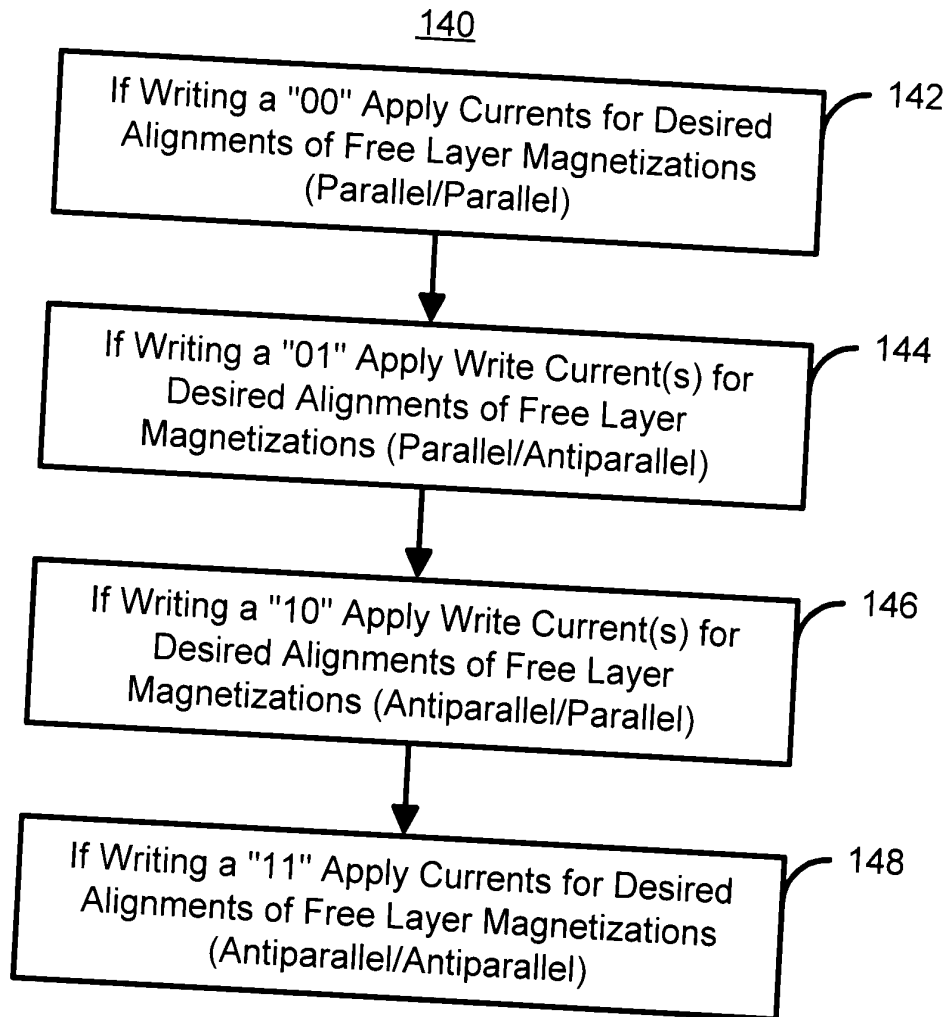 140
If Writing a "00" Apply Currents for Desired
Alignments of Free Layer Magnetizations
(Parallel/Parallel)
142
If Writing a "01" Apply Write Current(s) for
Desired Alignments of Free Layer
Magnetizations (Parallel/Antiparallel)
144
If Writing a "10" Apply Write Current(s) for
Desired Alignments of Free Layer
Magnetizations (Antiparallel/Parallel)
146
If Writing a "11" Apply Currents for Desired
Alignments of Free Layer Magnetizations
(Antiparallel/Antiparallel)
148